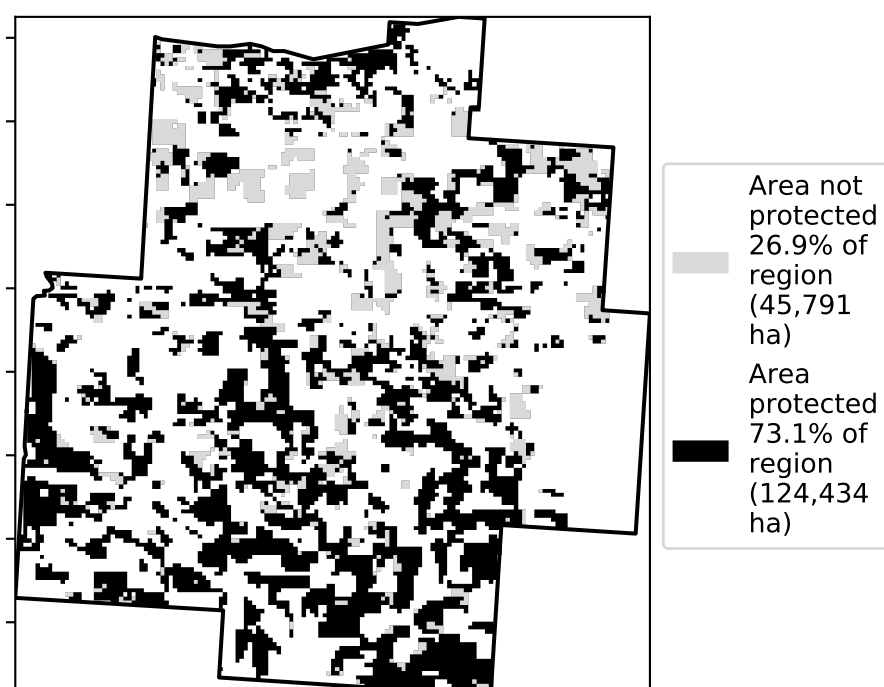 Area not
protected
26.9% of
region
(45,791
ha)
Area
protected
73.1% of
region
(124,434
ha)